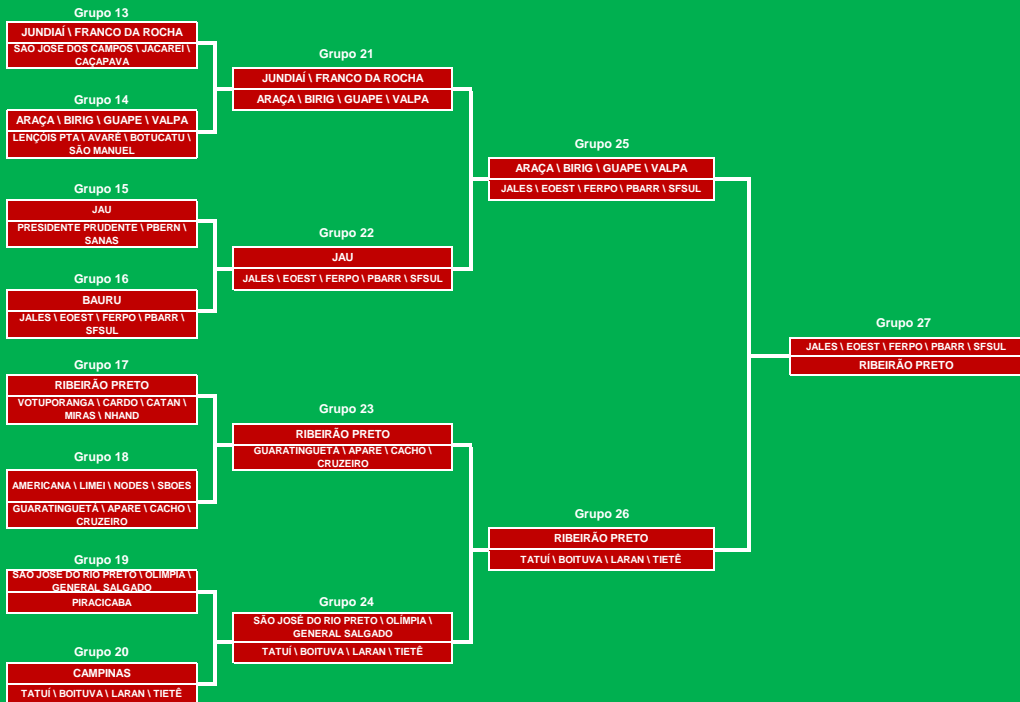 Grupo 13
JUNDIAÍ \ FRANCO DA ROCHA
SÃO JOSÉ DOS CAMPOS \ JACAREÍ \
CAÇAPAVA
Grupo 14
ARAÇA \ BIRIG \ GUAPE \ VALPA
LENÇÓIS PTA \ AVARÉ \ BOTUCATU \
SÃO MANUEL
Grupo 15
JAU
PRESIDENTE PRUDENTE \ PBERN \
SANAS
Grupo 16
BAURU
JALES \ EOEST \ FERPO \ PBARR \
SFSUL
Grupo 17
RIBEIRÃO PRETO
VOTUPORANGA \ CARDO \ CATAN \
MIRAS \ NHAND
Grupo 18
AMERICANA \ LIMEI \ NODES \ SBOES
GUARATINGUETÁ \ APARE \ CACHO \
CRUZEIRO
Grupo 19
SÃO JOSÉ DO RIO PRETO \ OLÍMPIA \
GENERAL SALGADO
PIRACICABA
Grupo 20
CAMPINAS
TATUÍ \ BOITUVA \ LARAN \ TIETÊ
Grupo 21
JUNDIAÍ \ FRANCO DA ROCHA
ARAÇA \ BIRIG \ GUAPE \ VALPA
Grupo 22
JAU
JALES \ EOEST \ FERPO \ PBARR \ SFSUL
Grupo 23
RIBEIRÃO PRETO
GUARATINGUETÁ \ APARE \ CACHO \
CRUZEIRO
Grupo 24
SÃO JOSÉ DO RIO PRETO \ OLÍMPIA \
GENERAL SALGADO
TATUÍ \ BOITUVA \ LARAN \ TIETÊ
Grupo 25
ARAÇA \ BIRIG \ GUAPE \ VALPA
JALES \ EOEST \ FERPO \ PBARR \ SFSUL
Grupo 26
RIBEIRÃO PRETO
TATUÍ \ BOITUVA \ LARAN \ TIETÊ
Grupo 27
JALES \ EOEST \ FERPO \ PBARR \ SFSUL
RIBEIRÃO PRETO